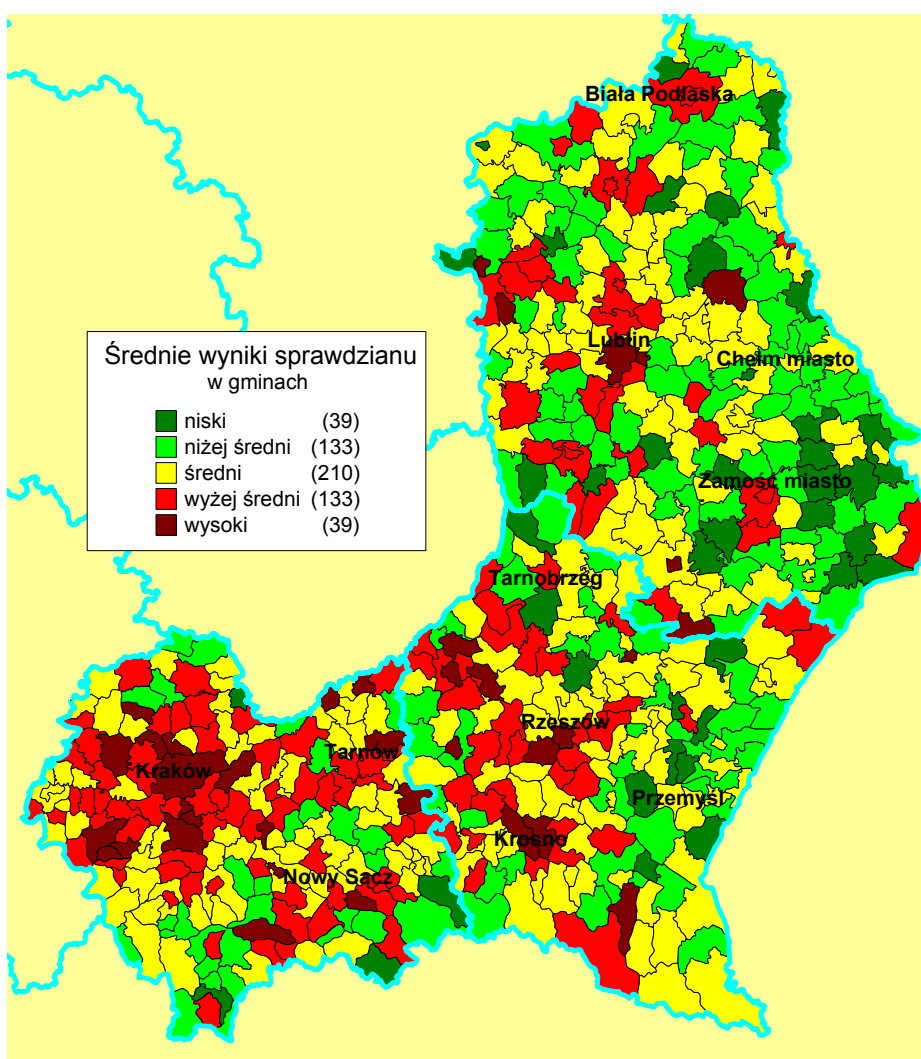 Biała Podlaska
Średnie wyniki sprawdzianu
w gminach
niski (39)
niżej średni (133)
średni (210)
wyżej średni (133)
wysoki (39)
Lublin
Chełm miasto
Zamość miasto
Tarnobrzeg
Rzeszów
Tarnów
Kraków
Przemyśl
Krosno
Nowy Sącz